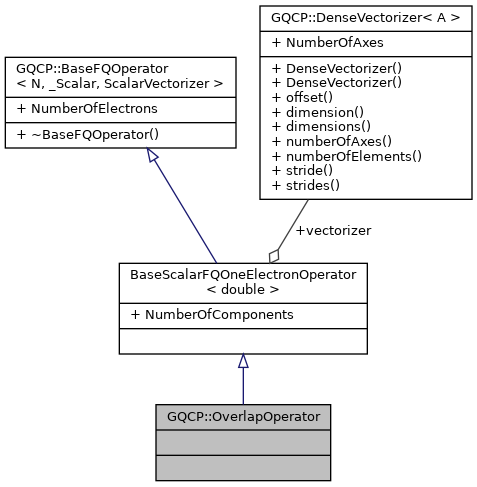 GQCP::DenseVectorizer< A >
+ NumberOfAxes
+ DenseVectorizer()
+ DenseVectorizer()
+ offset()
+ dimension()
+ dimensions()
+ numberOfAxes()
+ numberOfElements()
+ stride()
+ strides()
GQCP::BaseFQOperator
< N, _Scalar, ScalarVectorizer >
+ NumberOfElectrons
+ ~BaseFQOperator()
+vectorizer
BaseScalarFQOneElectronOperator
< double >
+ NumberOfComponents
GQCP::OverlapOperator